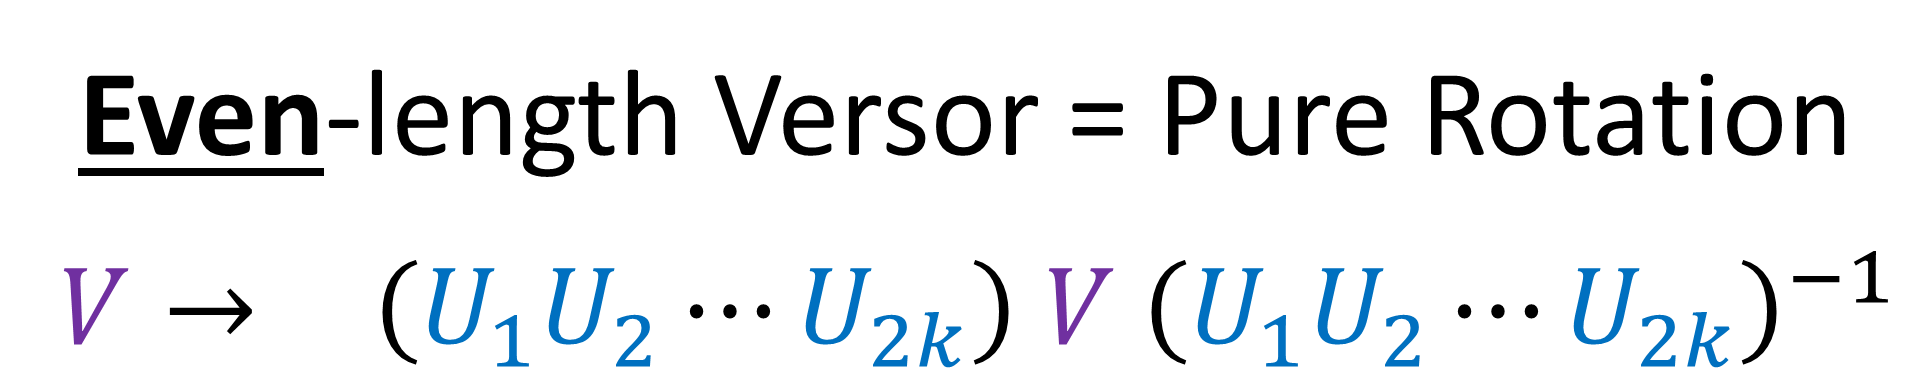 Even-length Versor = Pure Rotation
V → (U₁U₂ ⋯ U₂ₖ) V (U₁U₂ ⋯ U₂ₖ)⁻¹